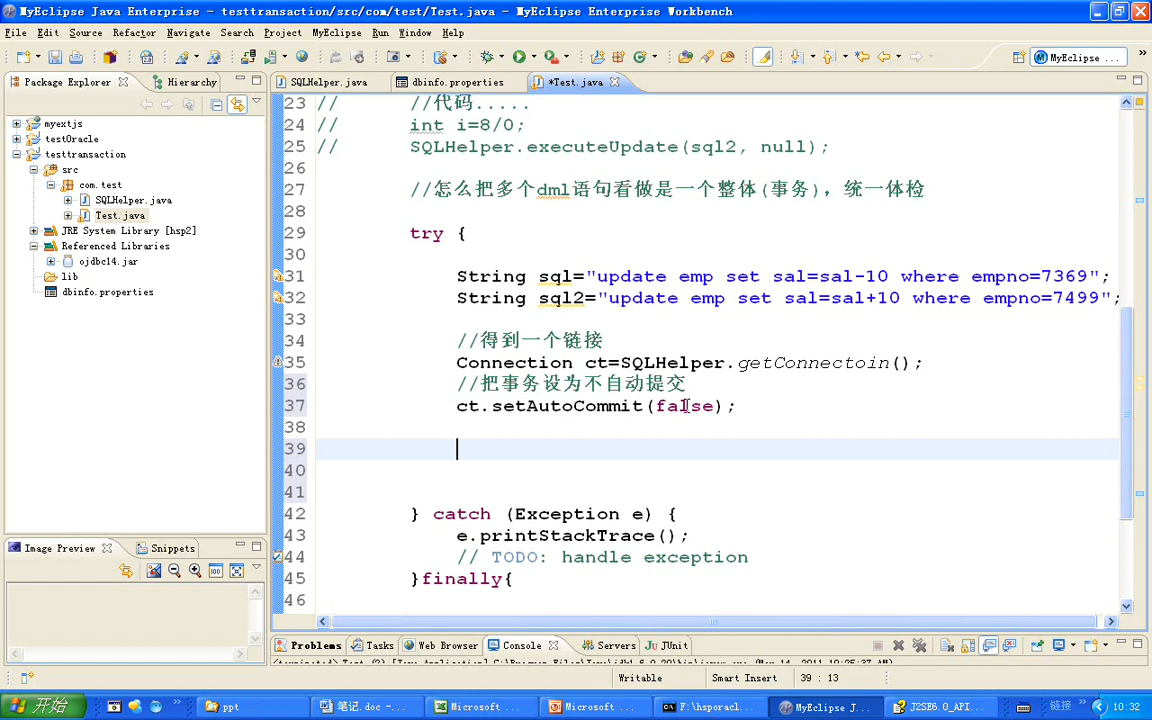 MyEclipse Java Enterprise - testtransaction/src/com/test/Test.java - MyEclipse Enterprise Workbench
File Edit Source Refactor Navigate Search Project MyEclipse Run Window Help
MyEclipse ...
Package Explorer Hierarchy
SQLHelper.java dbinfo.properties *Test.java
myextjs
testOracle
testtransaction
src
com.test
SQLHelper.java
Test.java
JRE System Library [hsp2]
Referenced Libraries
ojdbc14.jar
lib
dbinfo.properties
23 // //代码.....
24 // int i=8/0;
25 // SQLHelper.executeUpdate(sql2, null);
26
27 //怎么把多个dml语句看做是一个整体(事务)，统一体检
28
29 try {
30
31 String sql="update emp set sal=sal-10 where empno=7369";
32 String sql2="update emp set sal=sal+10 where empno=7499";
33
34 //得到一个链接
35 Connection ct=SQLHelper.getConnectoin();
36 //把事务设为不自动提交
37 ct.setAutoCommit(false);
38
39
40
41
42 } catch (Exception e) {
43 e.printStackTrace();
44 // TODO: handle exception
45 }finally{
46
Image Preview Snippets
Problems Tasks Web Browser Console Servers JUnit
Writable Smart Insert 39 : 13
开始 ppt 笔记.doc -... Microsoft ... Microsoft ... F:\hsporacl... MyEclipse J... J2SE6.0_API... 链接 10:32